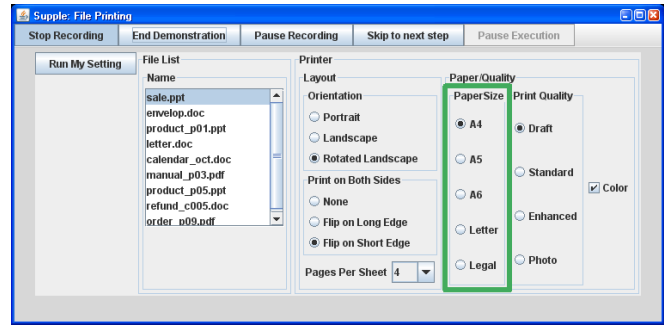 Supple: File Printing
Stop Recording End Demonstration Pause Recording Skip to next step Pause Execution
Run My Setting
File List
Name
sale.ppt
envelop.doc
product_p01.ppt
letter.doc
calendar_oct.doc
manual_p03.pdf
product_p05.ppt
refund_c005.doc
order_p09.pdf
Printer
Layout
Orientation
Portrait
Landscape
Rotated Landscape
Print on Both Sides
None
Flip on Long Edge
Flip on Short Edge
Pages Per Sheet 4
Paper/Quality
PaperSize
A4
A5
A6
Letter
Legal
Print Quality
Draft
Standard
Enhanced
Photo
Color